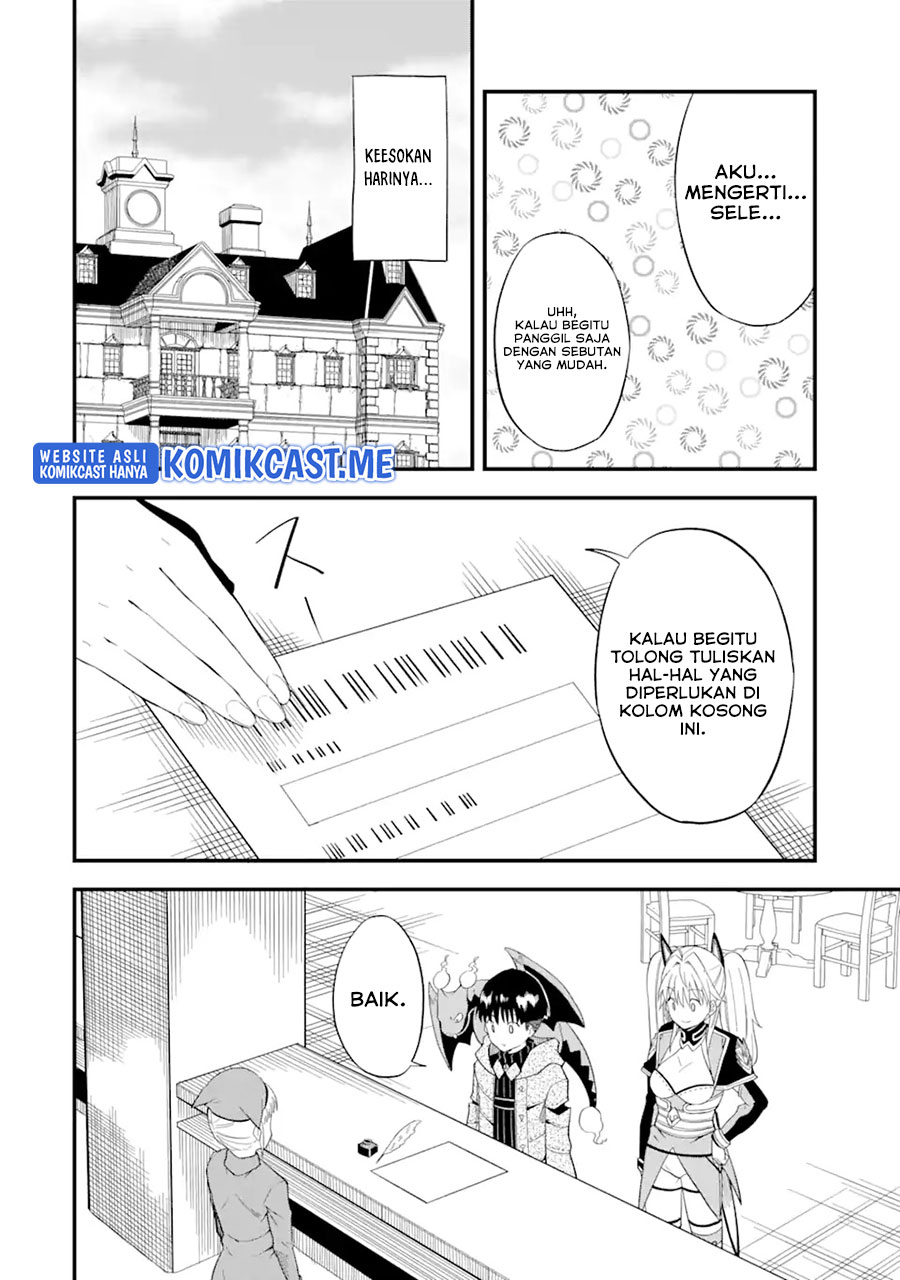 AKU...
MENGERTI...
SELE...
UHH,
KALAU BEGITU
PANGGIL SAJA
DENGAN SEBUTAN
YANG MUDAH.
KEESOKAN
HARINYA...
WEBSITE ASLI
KOMIKCAST HANYA
KOMIKCAST.ME
KALAU BEGITU
TOLONG TULISKAN
HAL-HAL YANG
DIPERLUKAN DI
KOLOM KOSONG
INI.
ス
BAIK.